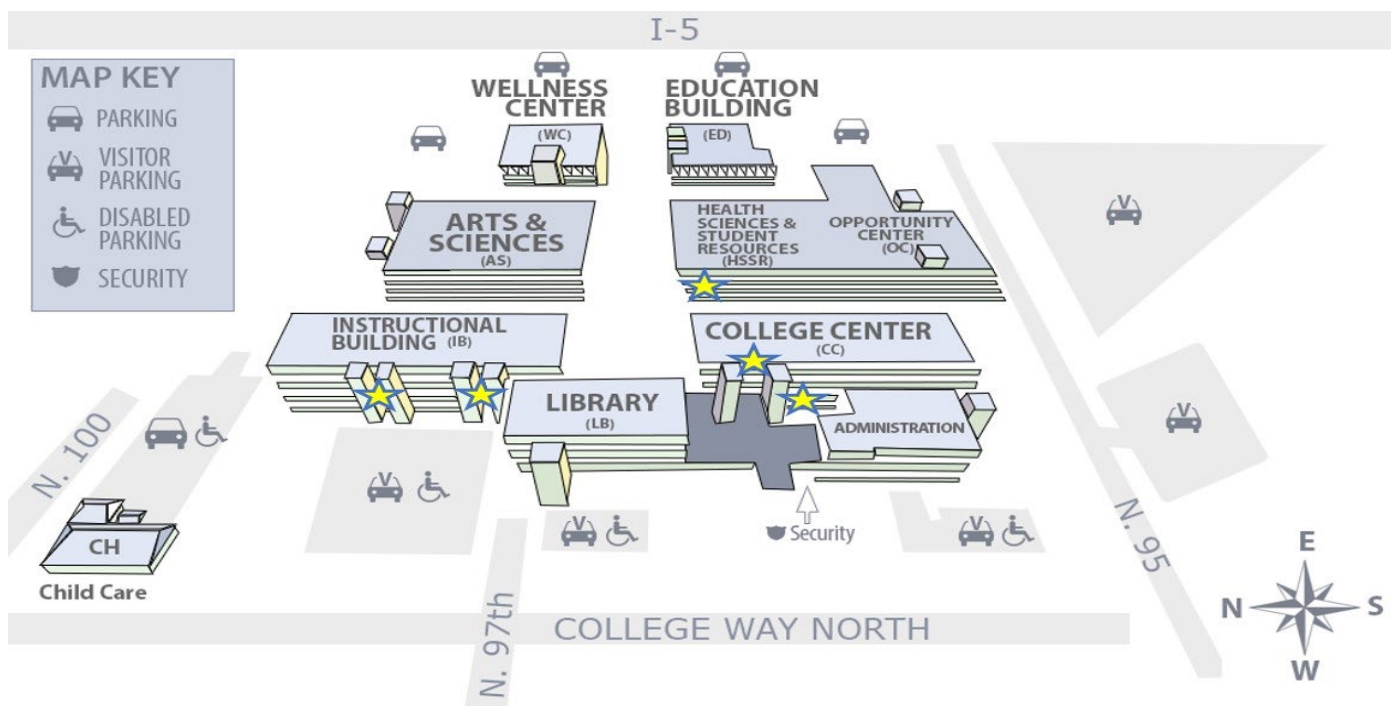 I-5
MAP KEY
PARKING
V
VISITOR
PARKING
DISABLED
PARKING
SECURITY
WELLNESS
CENTER
(WC)
EDUCATION
BUILDING
(ED)
ARTS &
SCIENCES
(AS)
HEALTH
SCIENCES &
STUDENT
RESOURCES
(HSSR)
OPPORTUNITY
CENTER
(OC)
V
INSTRUCTIONAL
BUILDING (IB)
COLLEGE CENTER
(CC)
LIBRARY
(LB)
ADMINISTRATION
V
N. 100
V
V
Security
V
N. 95
CH
Child Care
N. 97th
COLLEGE WAY NORTH
E
N
S
W